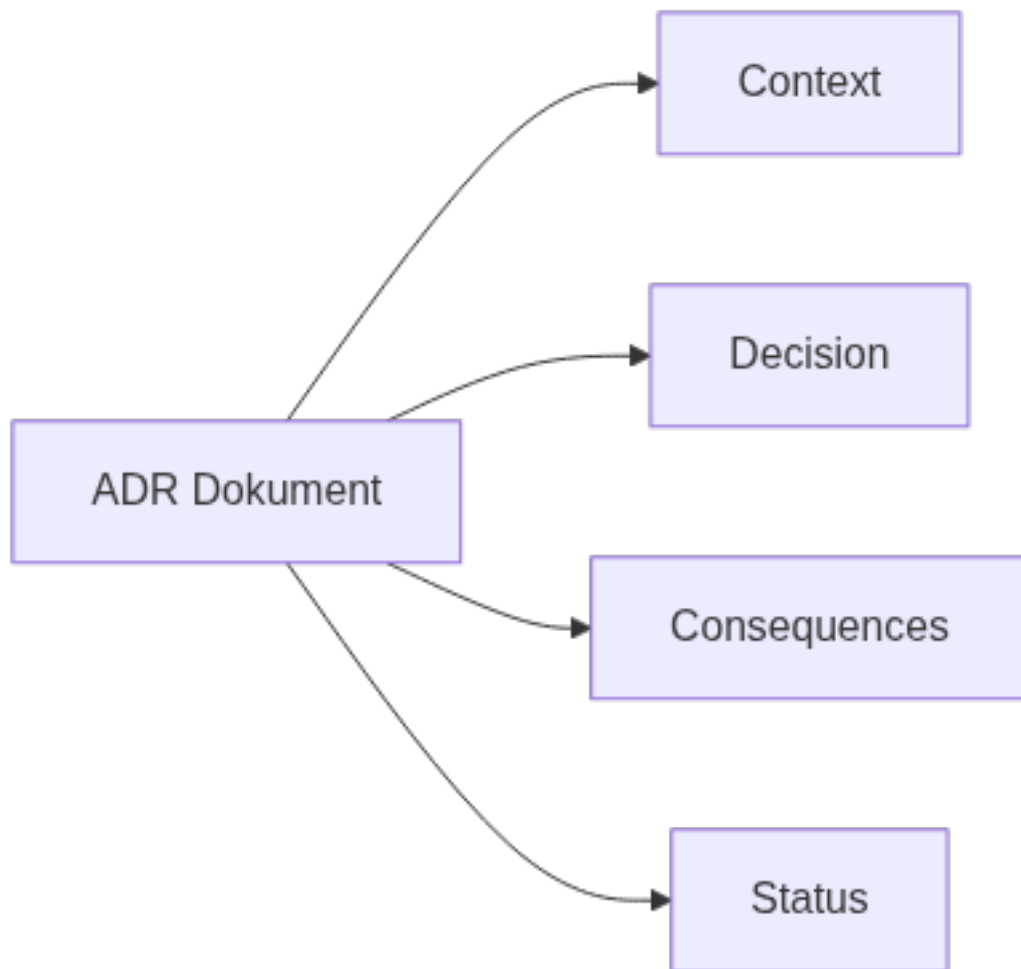 Context
Decision
ADR Dokument
Consequences
Status